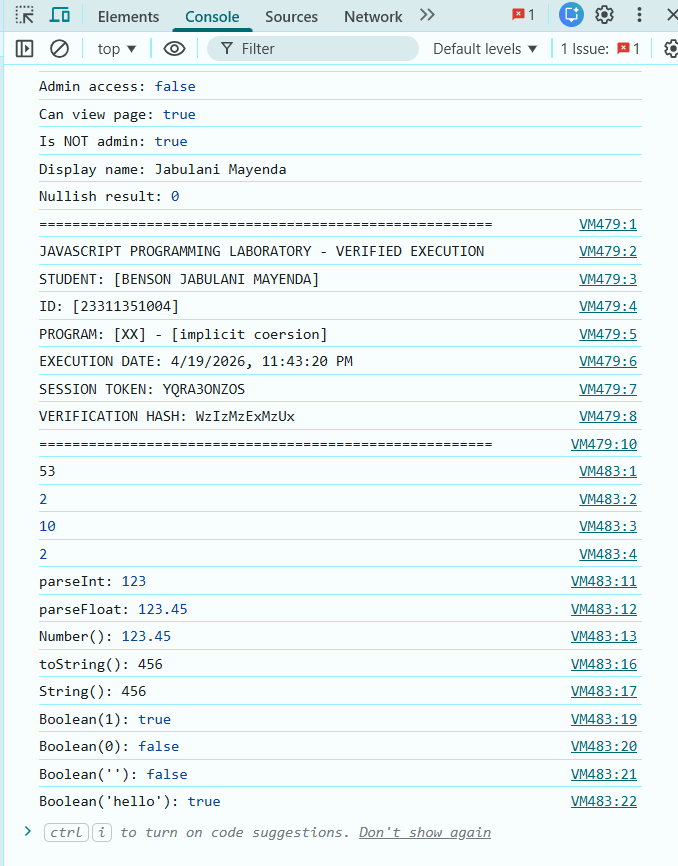 Elements Console Sources Network 1
top Filter Default levels 1 Issue: 1
Admin access: false
Can view page: true
Is NOT admin: true
Display name: Jabulani Mayenda
Nullish result: 0
======================================================= VM479:1
JAVASCRIPT PROGRAMMING LABORATORY - VERIFIED EXECUTION VM479:2
STUDENT: [BENSON JABULANI MAYENDA] VM479:3
ID: [23311351004] VM479:4
PROGRAM: [XX] - [implicit coersion] VM479:5
EXECUTION DATE: 4/19/2026, 11:43:20 PM VM479:6
SESSION TOKEN: YQRA3ONZOS VM479:7
VERIFICATION HASH: WzIzMzExMzUx VM479:8
======================================================= VM479:10
53 VM483:1
2 VM483:2
10 VM483:3
2 VM483:4
parseInt: 123 VM483:11
parseFloat: 123.45 VM483:12
Number(): 123.45 VM483:13
toString(): 456 VM483:16
String(): 456 VM483:17
Boolean(1): true VM483:19
Boolean(0): false VM483:20
Boolean(''): false VM483:21
Boolean('hello'): true VM483:22
ctrl i to turn on code suggestions. Don't show again